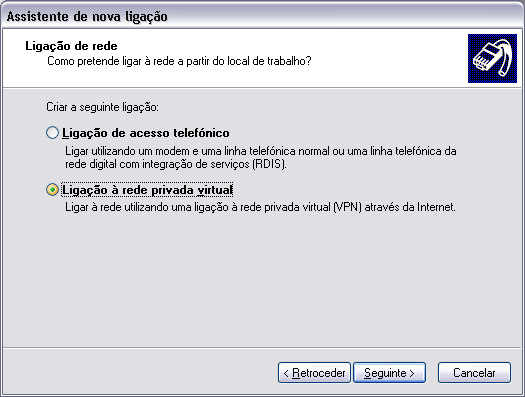 Assistente de nova ligação
Ligação de rede
Como pretende ligar à rede a partir do local de trabalho?
Criar a seguinte ligação:
Ligação de acesso telefónico
Ligar utilizando um modem e uma linha telefónica normal ou uma linha telefónica da
rede digital com integração de serviços (RDIS).
Ligação à rede privada virtual
Ligar à rede utilizando uma ligação à rede privada virtual (VPN) através da Internet.
< Retroceder Seguinte > Cancelar